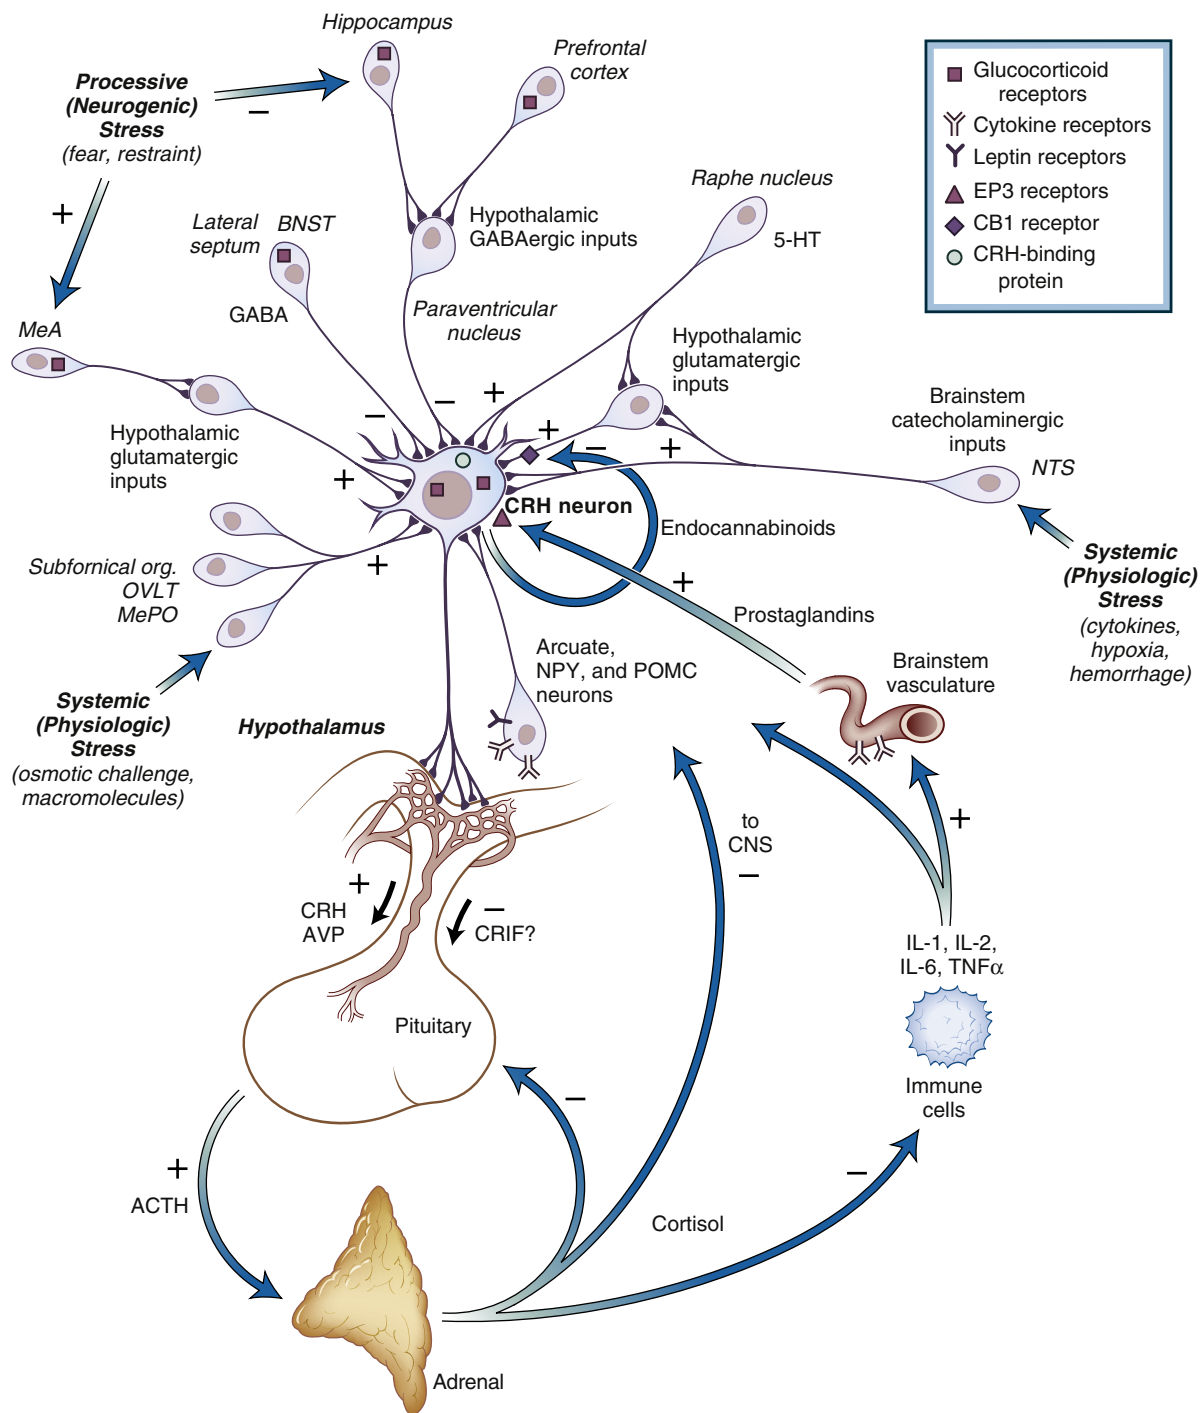 Hippocampus
Prefrontal
cortex
Processive
(Neurogenic)
Stress
(fear, restraint)
−
+
Glucocorticoid
receptors
Cytokine receptors
Leptin receptors
EP3 receptors
CB1 receptor
CRH-binding
protein
Raphe nucleus
5-HT
Lateral
septum
BNST
GABA
Hypothalamic
GABAergic inputs
Paraventricular
nucleus
MeA
Hypothalamic
glutamatergic
inputs
Hypothalamic
glutamatergic
inputs
Brainstem
catecholaminergic
inputs
NTS
−
−
+
+
−
+
+
+
CRH neuron
Endocannabinoids
Subfornical org.
OVLT
MePO
Systemic
(Physiologic)
Stress
(cytokines,
hypoxia,
hemorrhage)
+
Prostaglandins
Arcuate,
NPY, and POMC
neurons
Brainstem
vasculature
Systemic
(Physiologic)
Stress
(osmotic challenge,
macromolecules)
Hypothalamus
to
CNS
−
+
+
CRH
AVP
−
CRIF?
IL-1, IL-2,
IL-6, TNFα
Pituitary
Immune
cells
−
−
+
ACTH
Cortisol
Adrenal